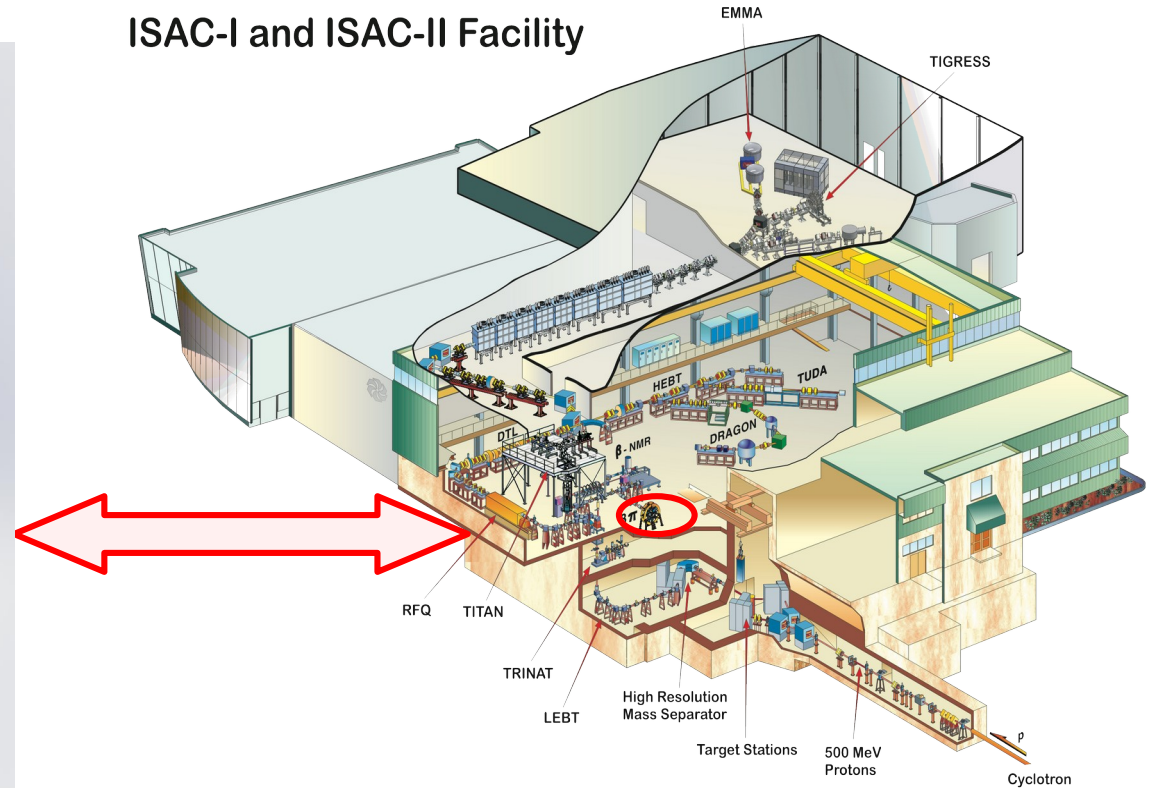 ISAC-I and ISAC-II Facility
EMMA
TIGRESS
HEBT
TUDA
DTL
β-NMR
DRAGON
π
RFQ
TITAN
TRINAT
LEBT
High Resolution
Mass Separator
Target Stations
500 MeV
Protons
p
Cyclotron